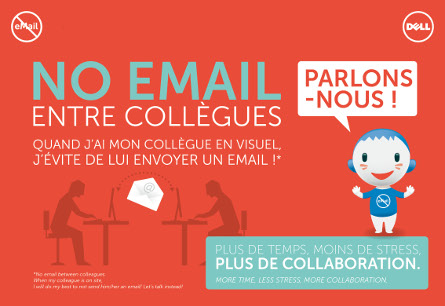 eMail
DELL
NO EMAIL
ENTRE COLLÈGUES
QUAND J'AI MON COLLÈGUE EN VISUEL,
J'ÉVITE DE LUI ENVOYER UN EMAIL !*
PARLONS
-NOUS !
@
PLUS DE TEMPS, MOINS DE STRESS,
PLUS DE COLLABORATION.
MORE TIME. LESS STRESS. MORE COLLABORATION.
*No email between colleagues
When my colleague is on site,
I will do my best to not send him/her an email! Let's talk instead!